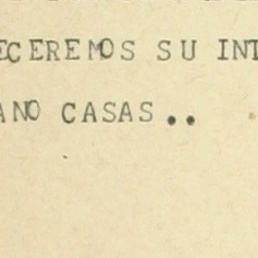 ECEREMOS SU INT
ANO CASAS..